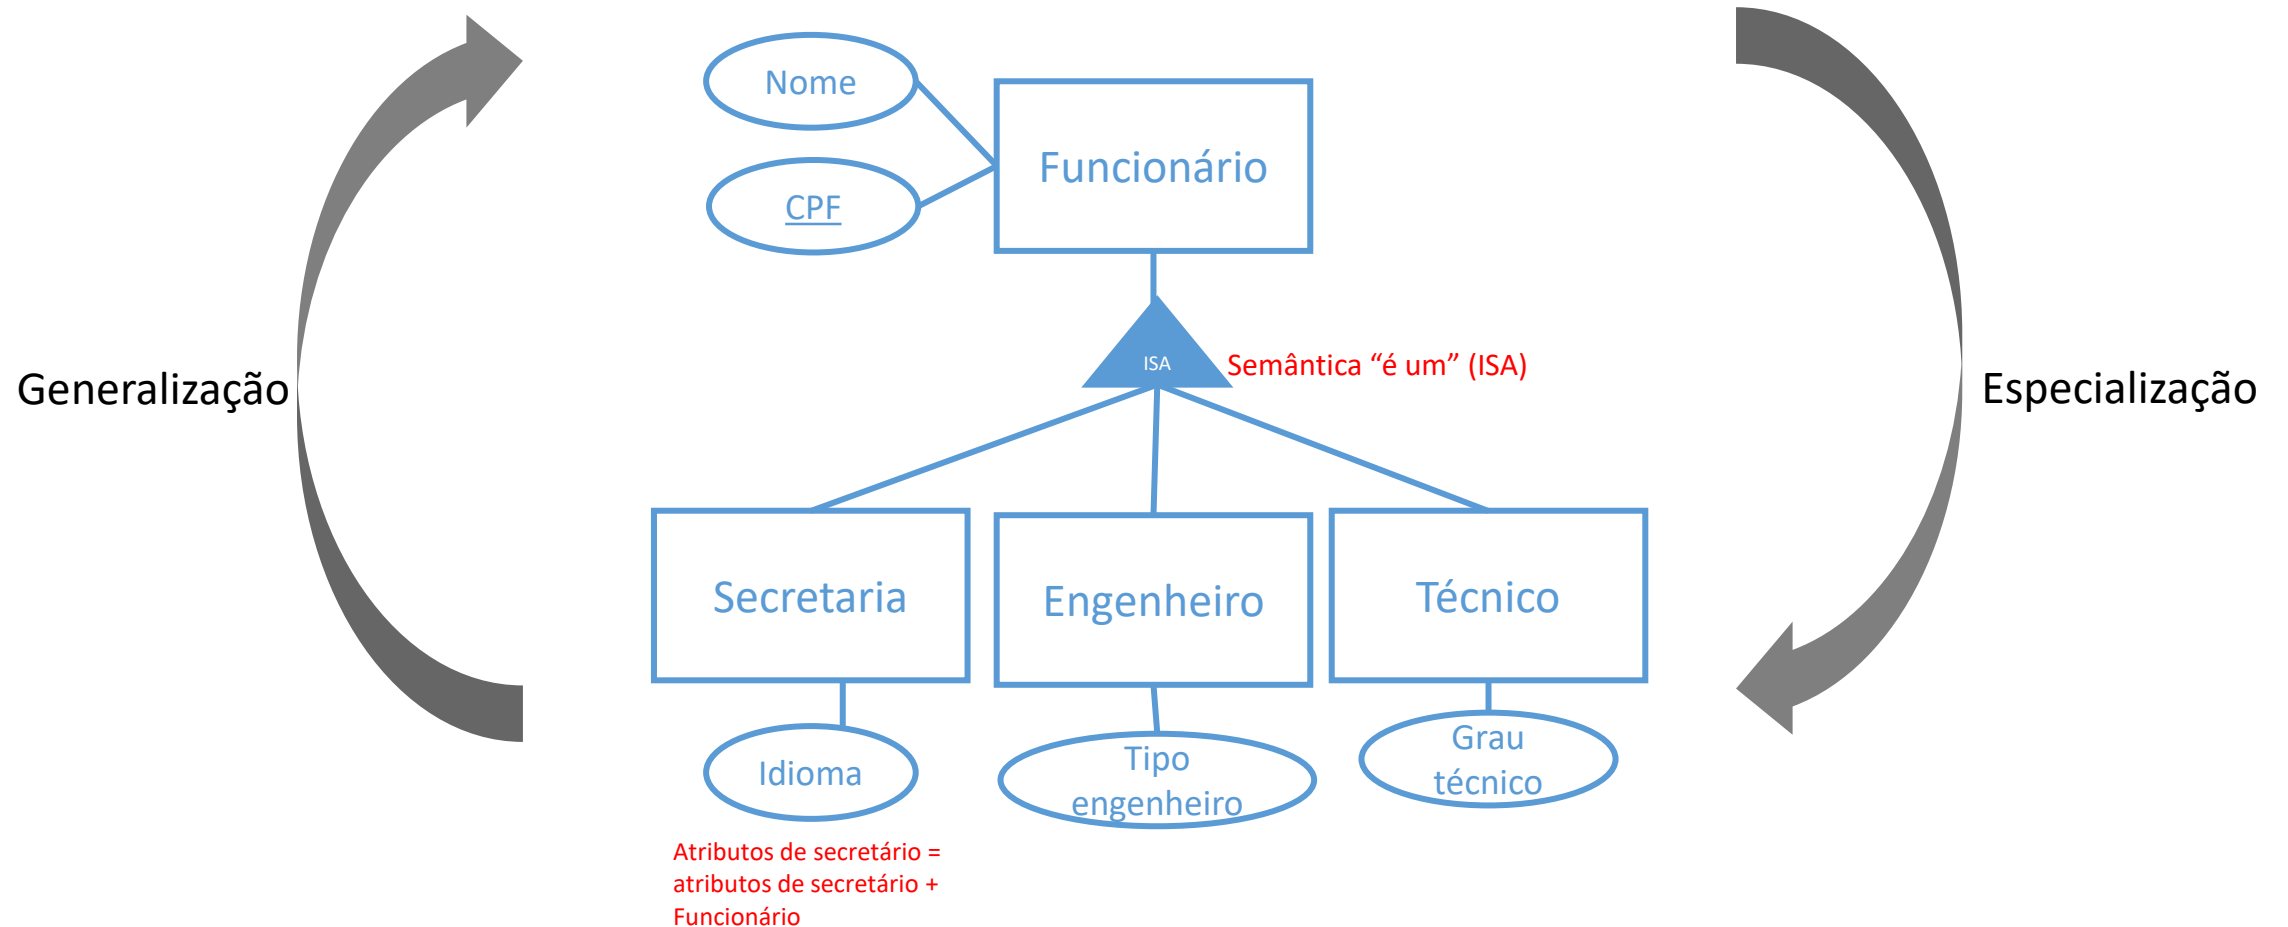 Nome
Funcionário
CPF
ISA
Semântica “é um” (ISA)
Generalização
Especialização
Secretaria
Engenheiro
Técnico
Idioma
Tipo
engenheiro
Grau
técnico
Atributos de secretário =
atributos de secretário +
Funcionário